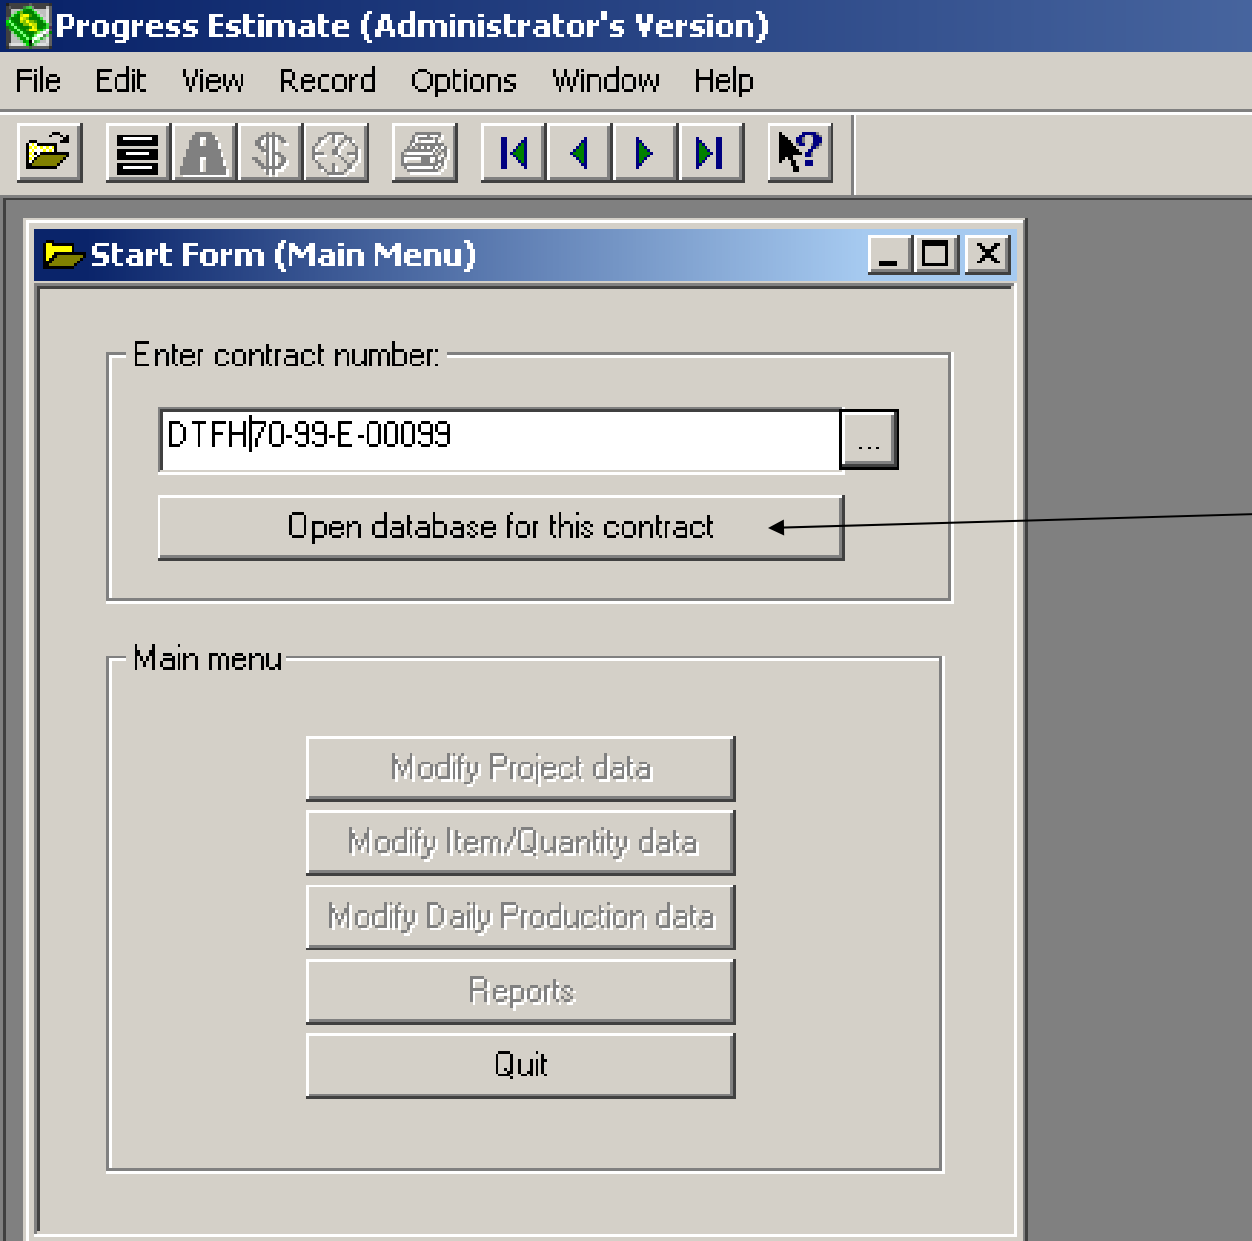 Progress Estimate (Administrator's Version)
File Edit View Record Options Window Help
Start Form (Main Menu)
Enter contract number:
DTFH70-99-E-00099
...
Open database for this contract
Main menu
Modify Project data
Modify Item/Quantity data
Modify Daily Production data
Reports
Quit